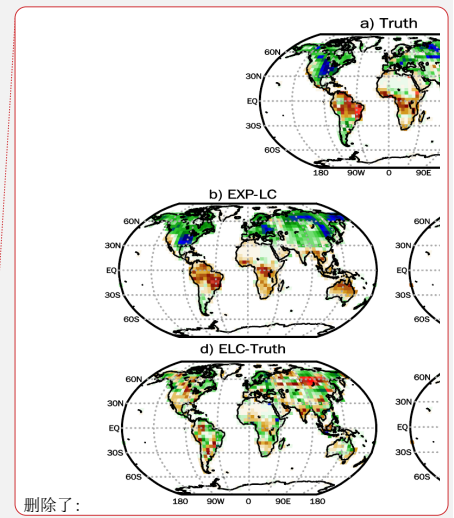 a) Truth
60N
30N
EQ
30S
60S
180 90W 0 90E
b) EXP-LC
60N 60N
30N 30N
EQ EQ
30S 30S
60S 60S
d) ELC-Truth
60N 60N
30N 30N
EQ EQ
30S 30S
60S 60S
180 90W 0 90E 180
删除了: